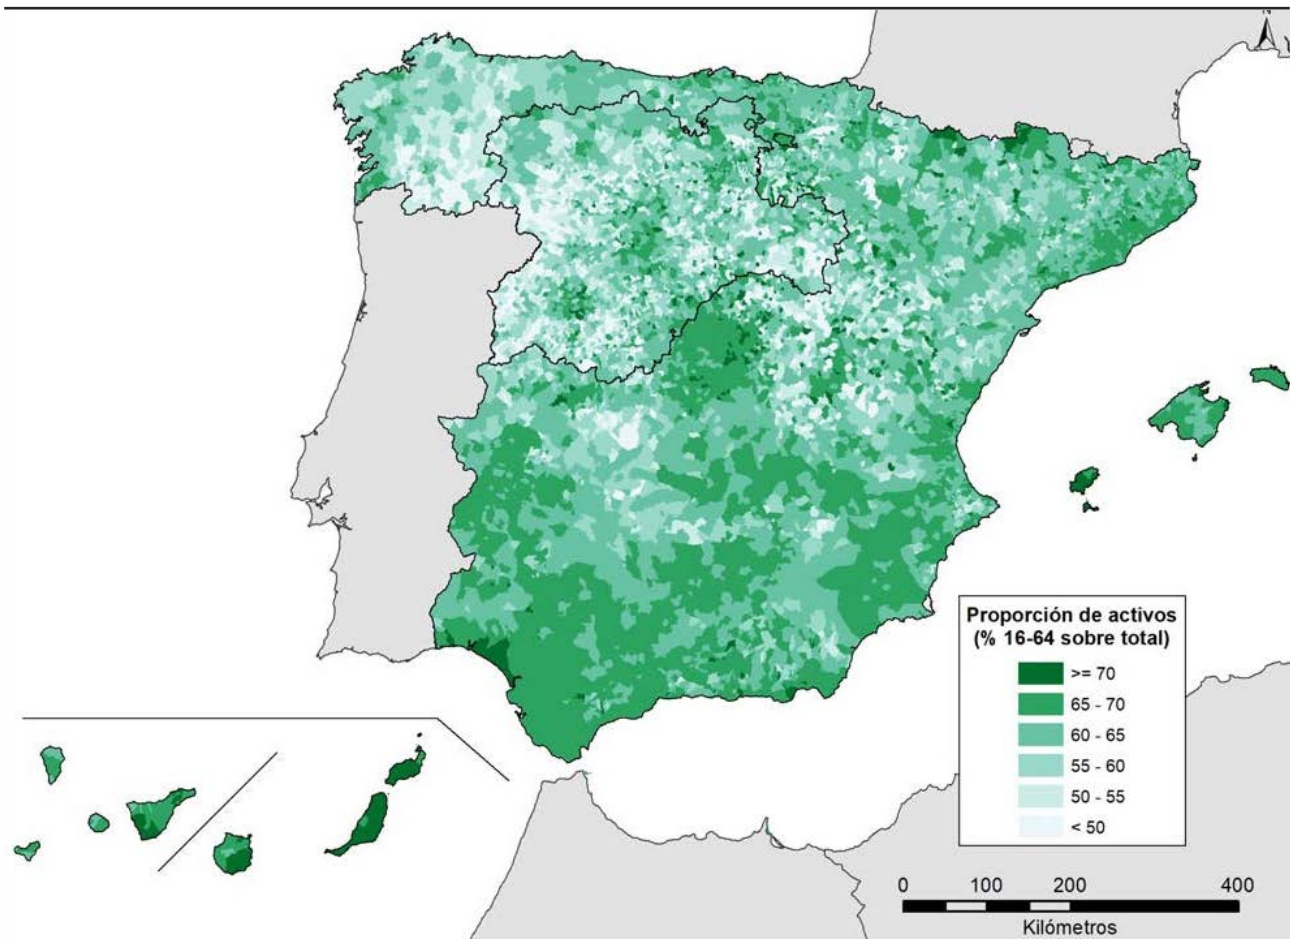 N
Proporción de activos
(% 16-64 sobre total)
>= 70
65 - 70
60 - 65
55 - 60
50 - 55
< 50
0 100 200 400
Kilómetros